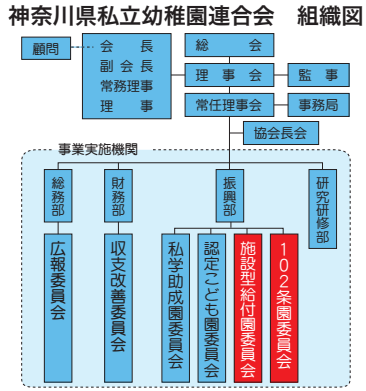 神奈川県私立幼稚園連合会　組織図
顧問
会長
副会長
常務理事
理事
総会
理事会
監事
常任理事会
事務局
協会長会
事業実施機関
総務部
財務部
振興部
研究研修部
広報委員会
収支改善委員会
私学助成園委員会
認定こども園委員会
施設型給付園委員会
102条園委員会